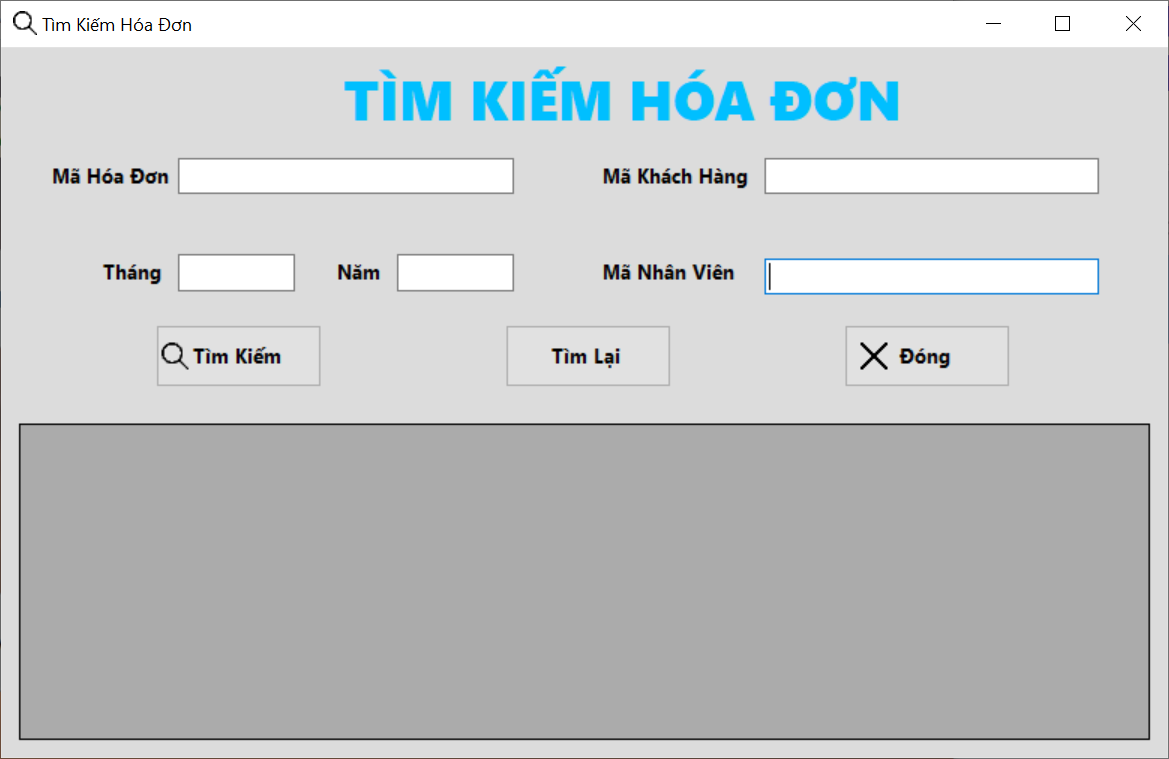 Tìm Kiếm Hóa Đơn
TÌM KIẾM HÓA ĐƠN
Mã Hóa Đơn
Mã Khách Hàng
Tháng
Năm
Mã Nhân Viên
Tìm Kiếm
Tìm Lại
Đóng